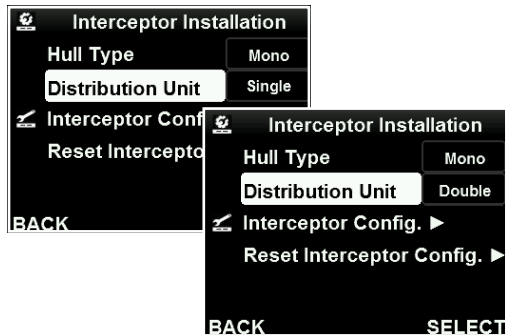 Interceptor Installation
Hull Type Mono
Distribution Unit Single
Interceptor Conf
Reset Intercepto
BACK
Interceptor Installation
Hull Type Mono
Distribution Unit Double
Interceptor Config. ►
Reset Interceptor Config. ►
BACK SELECT